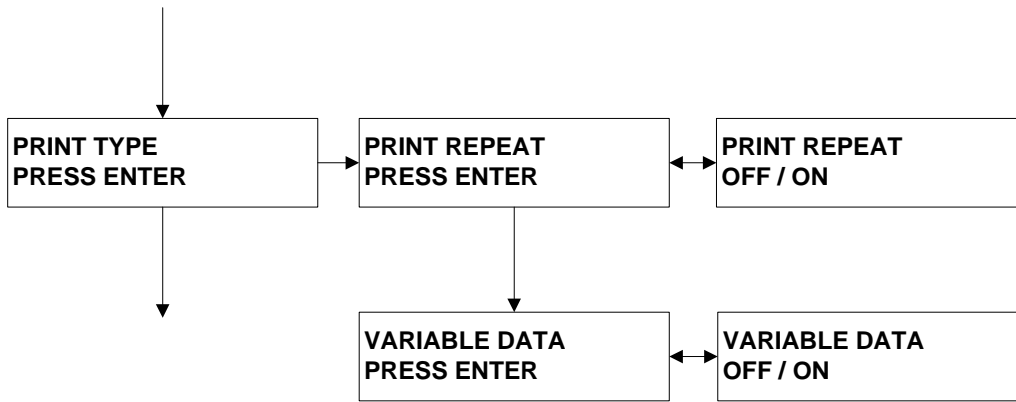 PRINT TYPE
PRESS ENTER
PRINT REPEAT
PRESS ENTER
PRINT REPEAT
OFF / ON
VARIABLE DATA
PRESS ENTER
VARIABLE DATA
OFF / ON